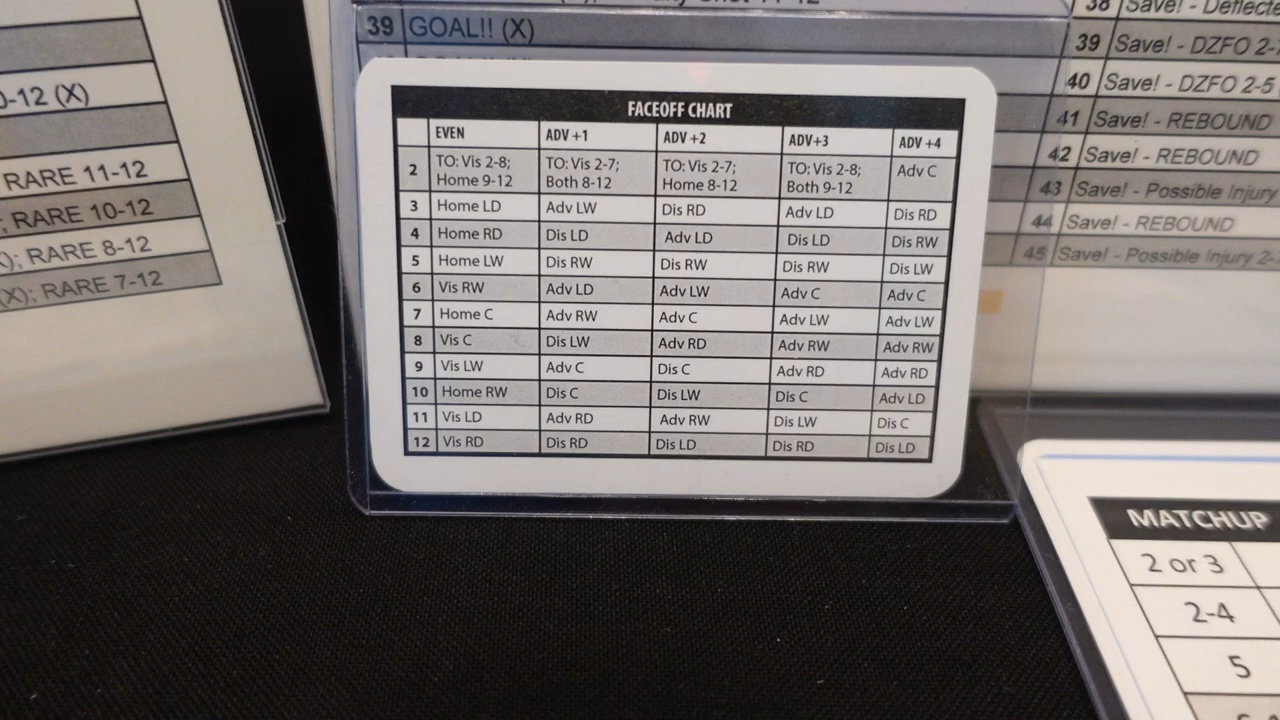 0-12 (X)
RARE 11-12
; RARE 10-12
); RARE 8-12
(X); RARE 7-12
39 GOAL!! (X)
FACEOFF CHART
EVEN ADV +1 ADV +2 ADV+3 ADV +4
2 TO: Vis 2-8; Home 9-12 TO: Vis 2-7; Both 8-12 TO: Vis 2-7; Home 8-12 TO: Vis 2-8; Both 9-12 Adv C
3 Home LD Adv LW Dis RD Adv LD Dis RD
4 Home RD Dis LD Adv LD Dis LD Dis RW
5 Home LW Dis RW Dis RW Dis RW Dis LW
6 Vis RW Adv LD Adv LW Adv C Adv C
7 Home C Adv RW Adv C Adv LW Adv LW
8 Vis C Dis LW Adv RD Adv RW Adv RW
9 Vis LW Adv C Dis C Adv RD Adv RD
10 Home RW Dis C Dis LW Dis C Adv LD
11 Vis LD Adv RD Adv RW Dis LW Dis C
12 Vis RD Dis RD Dis LD Dis RD Dis LD
38 Save! - Deflecte
39 Save! - DZFO 2-
40 Save! - DZFO 2-5
41 Save! - REBOUND
42 Save! - REBOUND
43 Save! - Possible Injury
44 Save! - REBOUND
45 Save! - Possible Injury 2-
MATCHUP
2 or 3
2-4
5